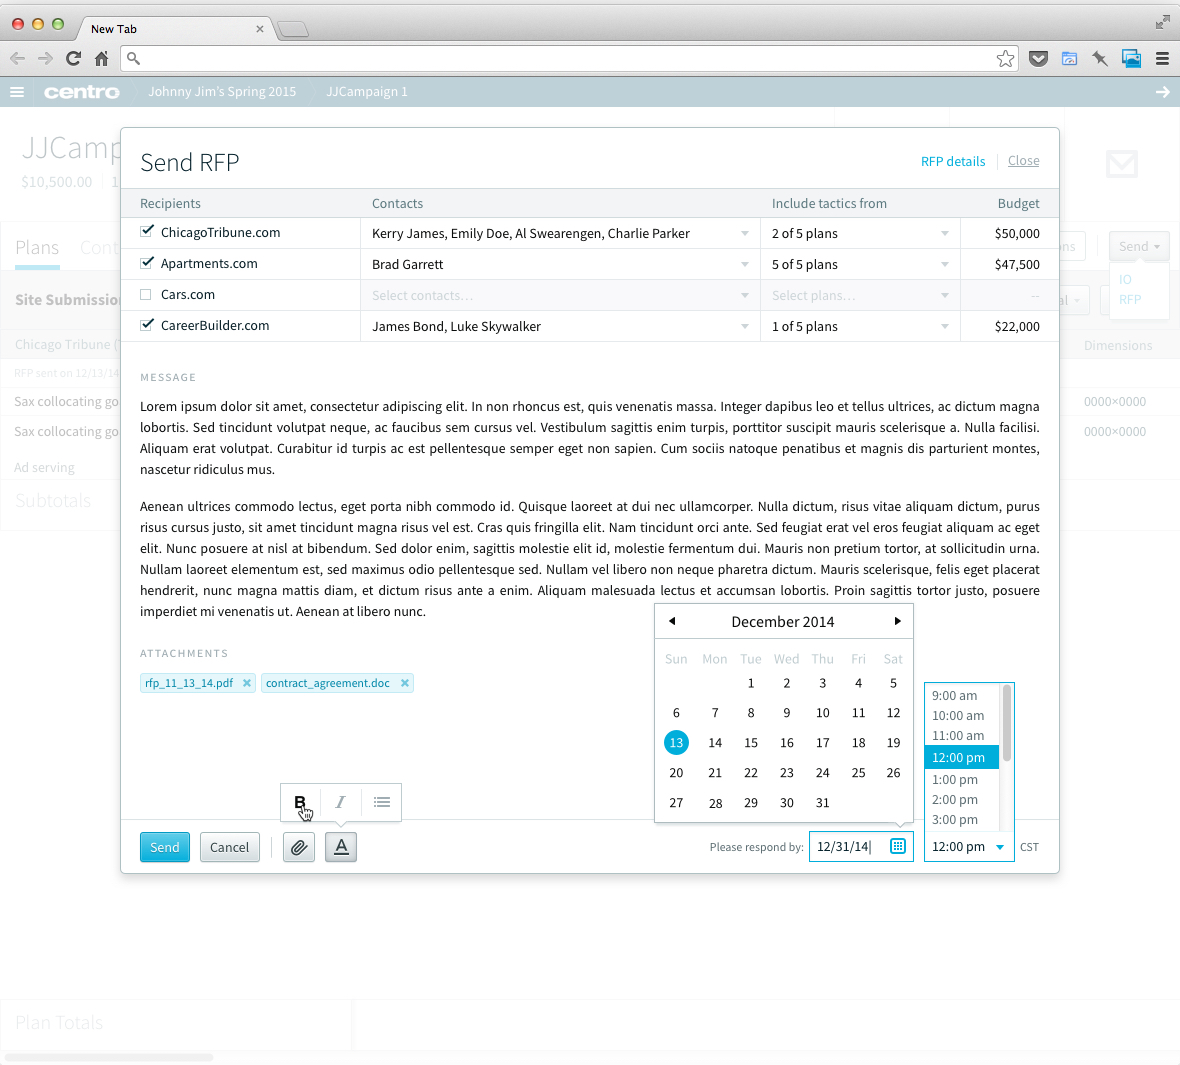 New Tab
centro
Johnny Jim's Spring 2015
JJCampaign 1
JJCamp
$10,500.00
Send RFP
RFP details
Close
Recipients
Contacts
Include tactics from
Budget
ChicagoTribune.com
Kerry James, Emily Doe, Al Swearengen, Charlie Parker
2 of 5 plans
$50,000
Apartments.com
Brad Garrett
5 of 5 plans
$47,500
Cars.com
Select contacts...
Select plans...
--
CareerBuilder.com
James Bond, Luke Skywalker
1 of 5 plans
$22,000
Plans
Cont
Send
IO
RFP
Site Submissio
Chicago Tribune (
Dimensions
RFP sent on 12/13/14
Sax collocating go
0000×0000
Sax collocating go
0000×0000
Ad serving
Subtotals
MESSAGE
Lorem ipsum dolor sit amet, consectetur adipiscing elit. In non rhoncus est, quis venenatis massa. Integer dapibus leo et tellus ultrices, ac dictum magna
lobortis. Sed tincidunt volutpat neque, ac faucibus sem cursus vel. Vestibulum sagittis enim turpis, porttitor suscipit mauris scelerisque a. Nulla facilisi.
Aliquam erat volutpat. Curabitur id turpis ac est pellentesque semper eget non sapien. Cum sociis natoque penatibus et magnis dis parturient montes,
nascetur ridiculus mus.
Aenean ultrices commodo lectus, eget porta nibh commodo id. Quisque laoreet at dui nec ullamcorper. Nulla dictum, risus vitae aliquam dictum, purus
risus cursus justo, sit amet tincidunt magna risus vel est. Cras quis fringilla elit. Nam tincidunt orci ante. Sed feugiat erat vel eros feugiat aliquam ac eget
elit. Nunc posuere at nisl at bibendum. Sed dolor enim, sagittis molestie elit id, molestie fermentum dui. Mauris non pretium tortor, at sollicitudin urna.
Nullam laoreet elementum est, sed maximus odio pellentesque sed. Nullam vel libero non neque pharetra dictum. Mauris scelerisque, felis eget placerat
hendrerit, nunc magna mattis diam, et dictum risus ante a enim. Aliquam malesuada lectus et accumsan lobortis. Proin sagittis tortor justo, posuere
imperdiet mi venenatis ut. Aenean at libero nunc.
ATTACHMENTS
rfp_11_13_14.pdf
contract_agreement.doc
December 2014
Sun Mon Tue Wed Thu Fri Sat
1 2 3 4 5
6 7 8 9 10 11 12
13 14 15 16 17 18 19
20 21 22 23 24 25 26
27 28 29 30 31
9:00 am
10:00 am
11:00 am
12:00 pm
1:00 pm
2:00 pm
3:00 pm
B I
Send
Cancel
A
Please respond by:
12/31/14
12:00 pm
CST
Plan Totals